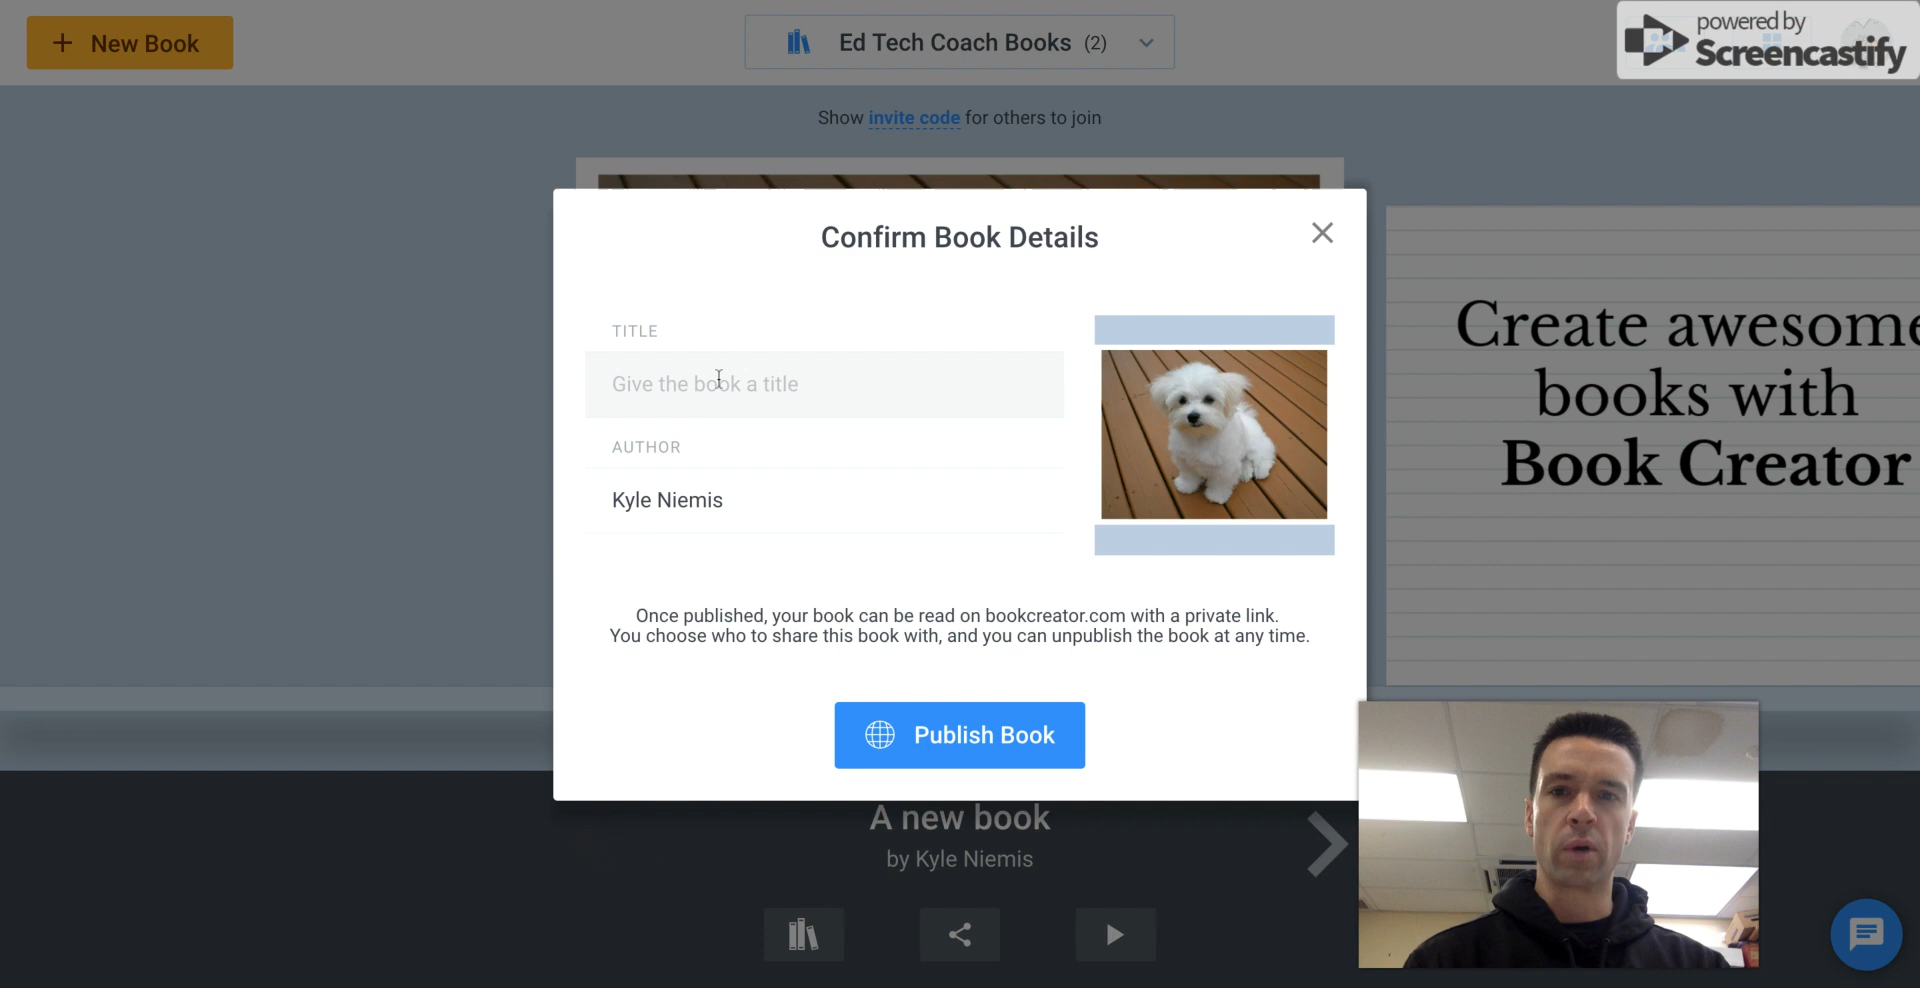 + New Book
Ed Tech Coach Books (2)
powered by
Screencastify
Show invite code for others to join
Confirm Book Details
TITLE
Give the book a title
AUTHOR
Kyle Niemis
Once published, your book can be read on bookcreator.com with a private link.
You choose who to share this book with, and you can unpublish the book at any time.
Publish Book
Create awesome
books with
Book Creator
A new book
by Kyle Niemis